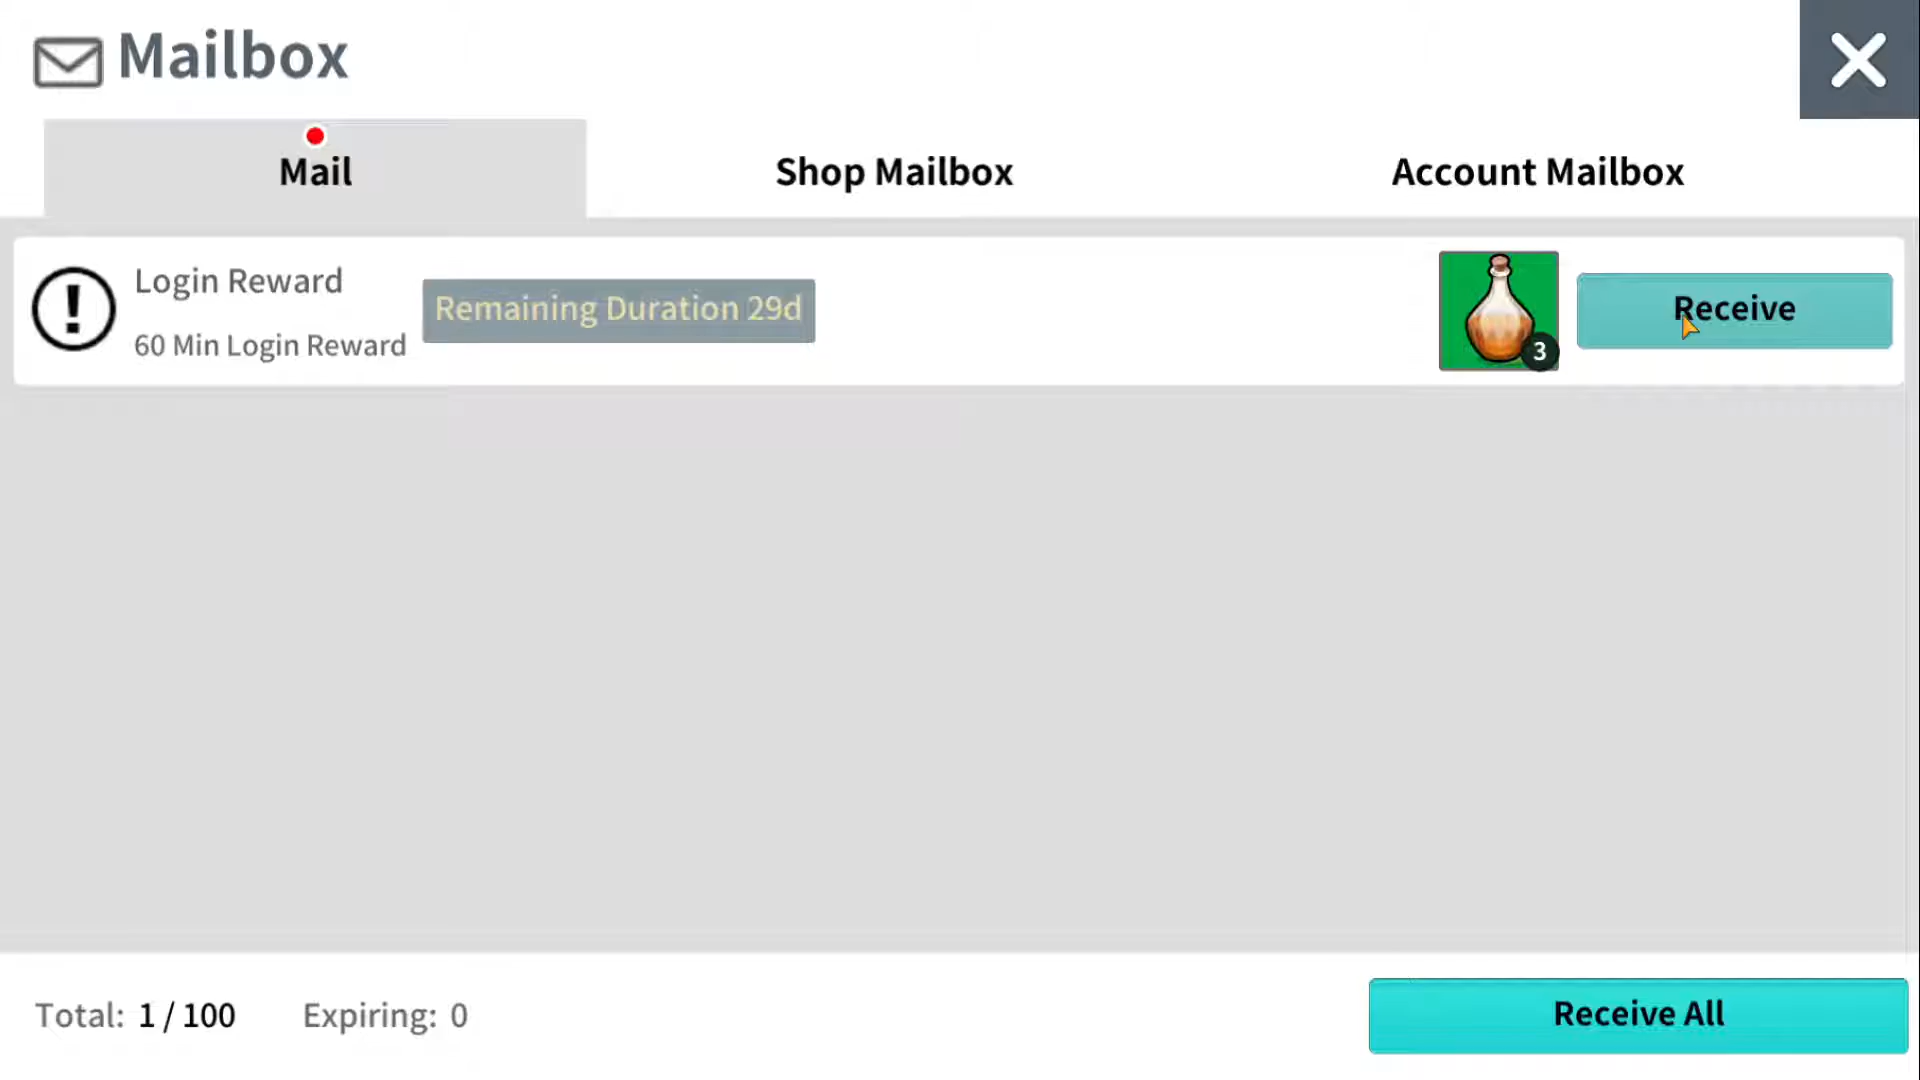 Mailbox
Mail
Shop Mailbox
Account Mailbox
Login Reward
60 Min Login Reward
Remaining Duration 29d
3
Receive
Total: 1 / 100
Expiring: 0
Receive All